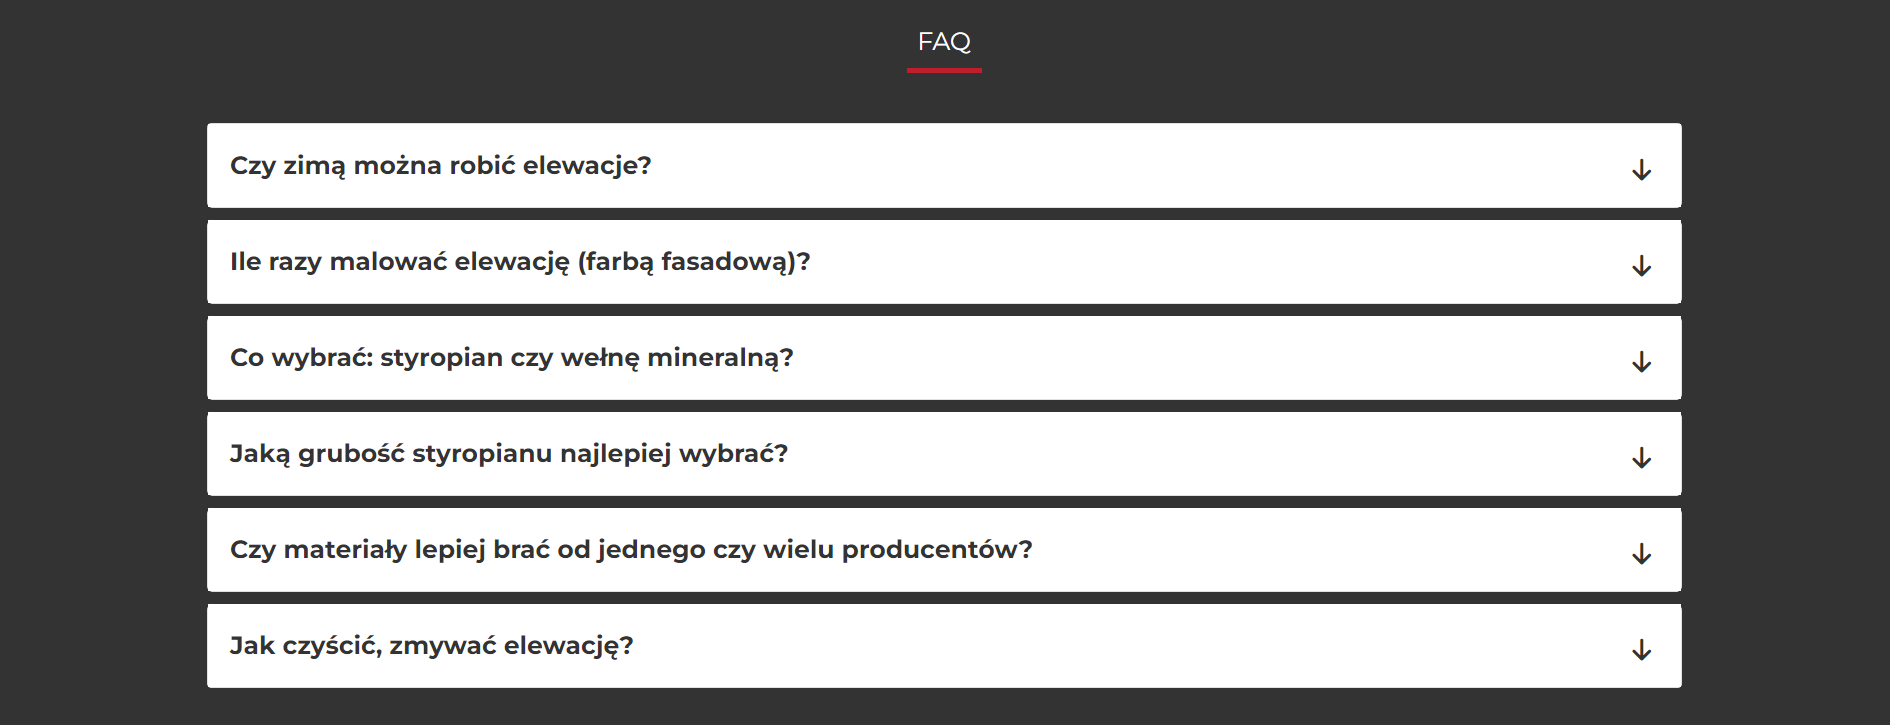 FAQ
Czy zimą można robić elewacje?
Ile razy malować elewację (farbą fasadową)?
Co wybrać: styropian czy wełnę mineralną?
Jaką grubość styropianu najlepiej wybrać?
Czy materiały lepiej brać od jednego czy wielu producentów?
Jak czyścić, zmywać elewację?